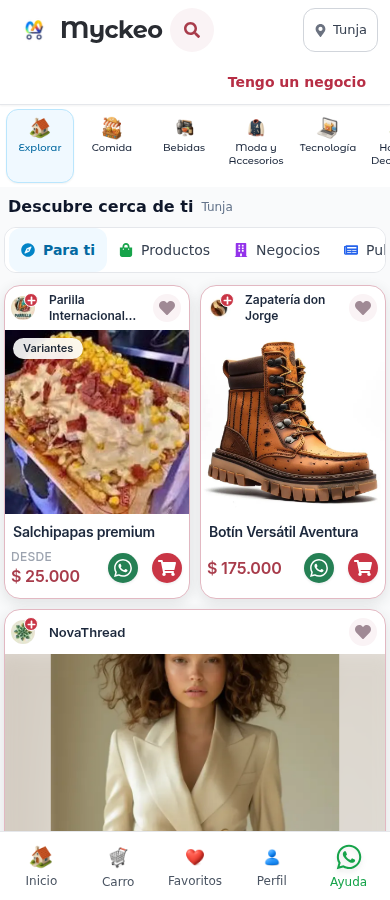 Myckeo
Tunja
Tengo un negocio
Explorar
Comida
Bebidas
Moda y
Accesorios
Tecnología
Descubre cerca de ti Tunja
Para ti
Productos
Negocios
Parilla
Internacional...
Variantes
Salchipapas premium
DESDE
$ 25.000
Zapatería don
Jorge
Botín Versátil Aventura
$ 175.000
NovaThread
Inicio
Carro
Favoritos
Perfil
Ayuda